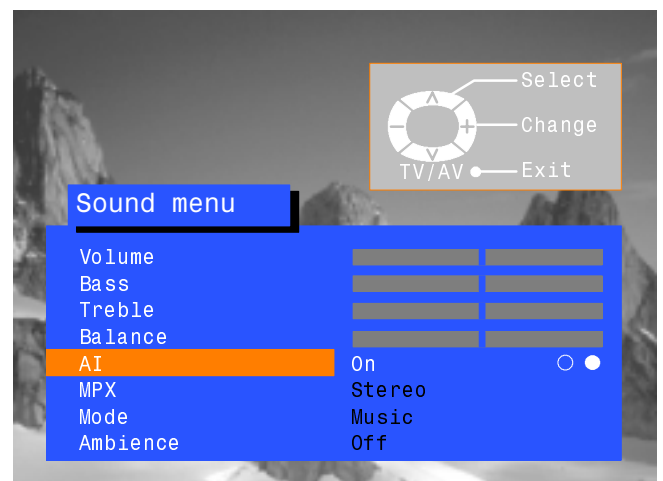 Select
Change
TV/AV Exit
Sound menu
Volume
Bass
Treble
Balance
AI On
MPX Stereo
Mode Music
Ambience Off